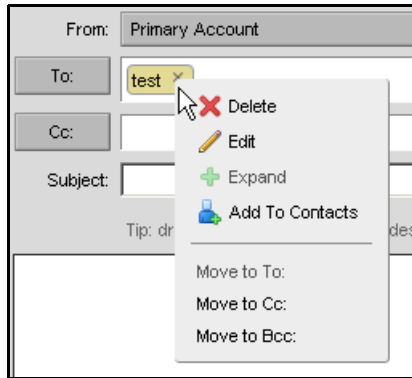 From: Primary Account
To: test
Delete
Cc:
Edit
Subject: Expand
Add To Contacts
Tip: dr des
Move to To:
Move to Cc:
Move to Bcc: